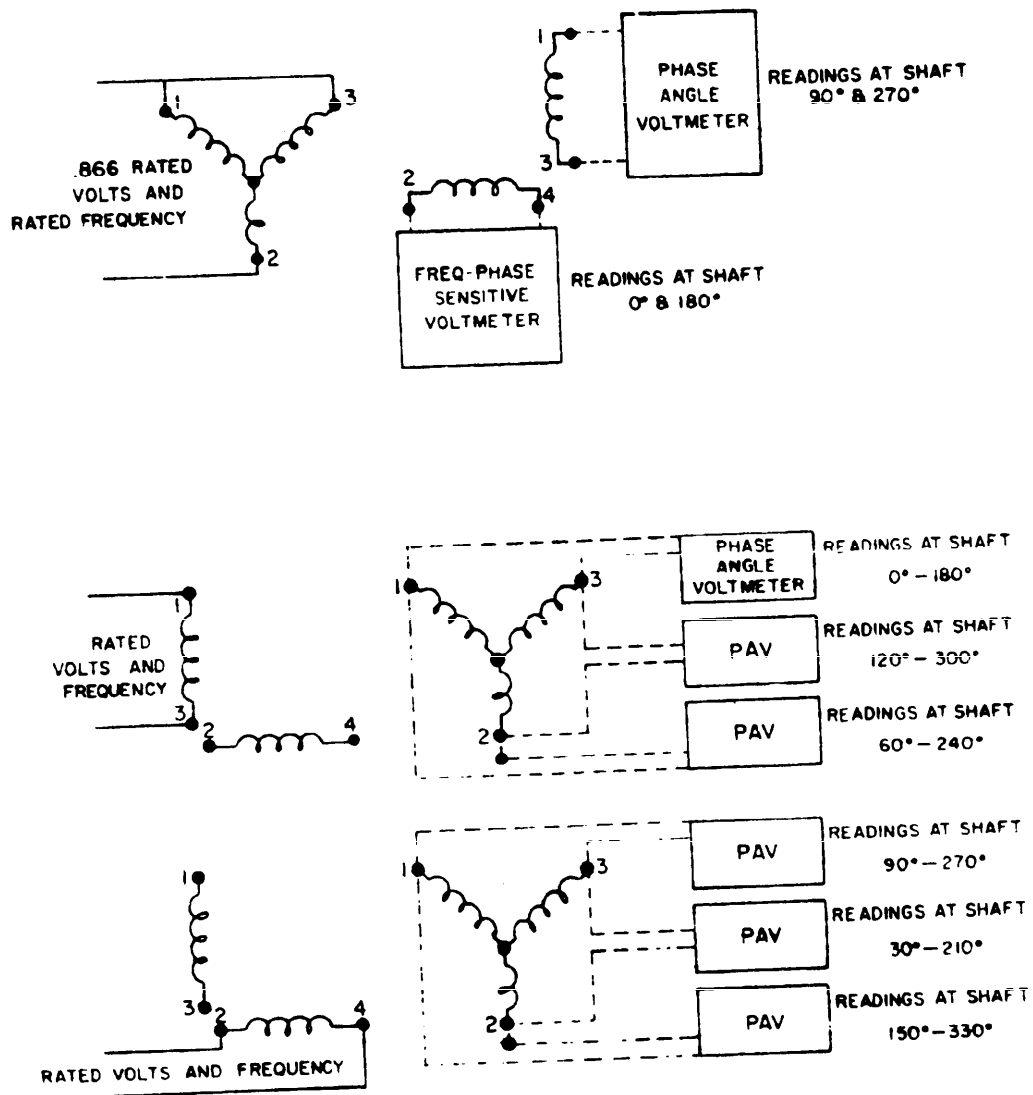 1
3
.866 RATED
VOLTS AND
RATED FREQUENCY
2
1
3
PHASE
ANGLE
VOLTMETER
READINGS AT SHAFT
90° & 270°
2
4
FREQ-PHASE
SENSITIVE
VOLTMETER
READINGS AT SHAFT
0° & 180°
1
RATED
VOLTS AND
FREQUENCY
3
2
4
1
3
2
PHASE
ANGLE
VOLTMETER
READINGS AT SHAFT
0°-180°
PAV
READINGS AT SHAFT
120°-300°
PAV
READINGS AT SHAFT
60°-240°
1
3
2
4
RATED VOLTS AND FREQUENCY
1
3
2
PAV
READINGS AT SHAFT
90°-270°
PAV
READINGS AT SHAFT
30°-210°
PAV
READINGS AT SHAFT
150°-330°